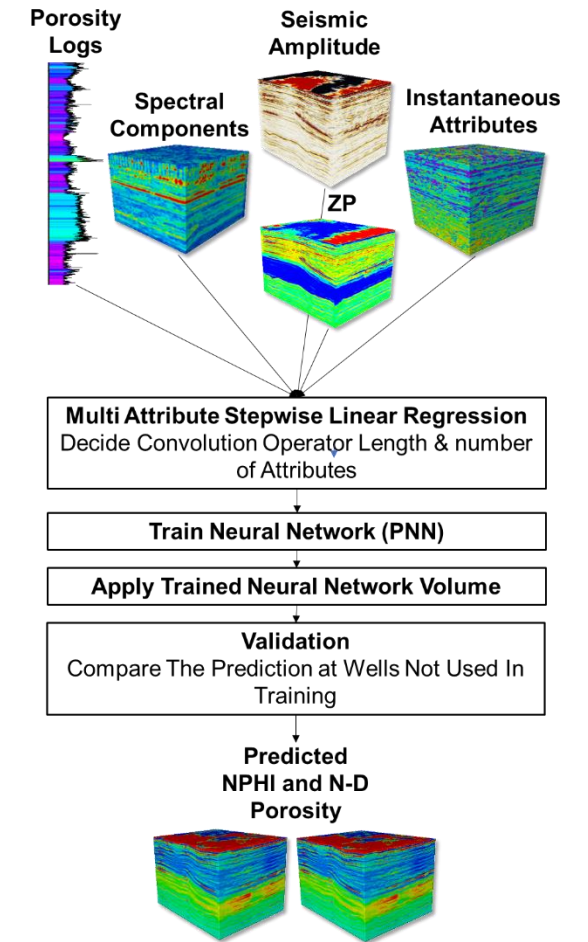 Porosity
Logs
Seismic
Amplitude
Spectral
Components
Instantaneous
Attributes
ZP
Multi Attribute Stepwise Linear Regression
Decide Convolution Operator Length & number
of Attributes
Train Neural Network (PNN)
Apply Trained Neural Network Volume
Validation
Compare The Prediction at Wells Not Used In
Training
Predicted
NPHI and N-D
Porosity